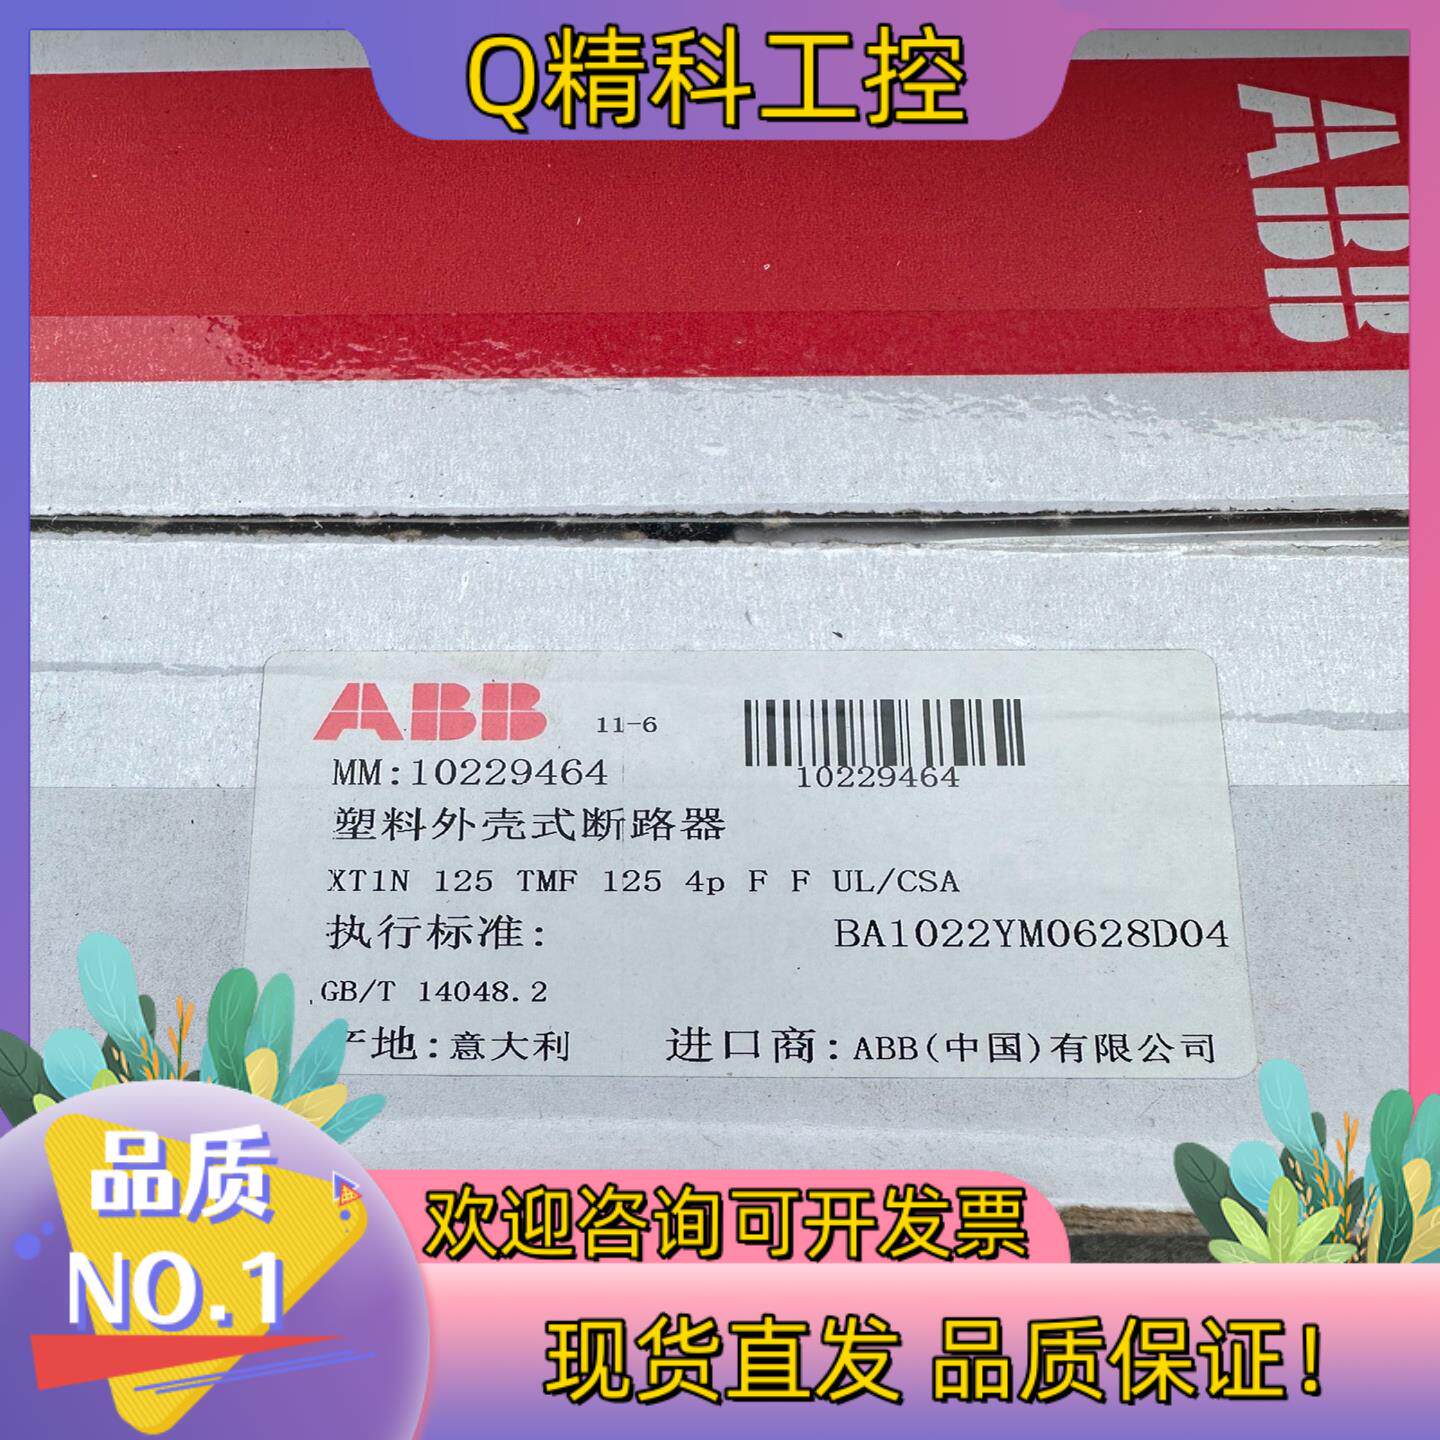 Q精科工控
ABB
ABB 11-6
MM:10229464
10229464
塑料外壳式断路器
XT1N 125 TMF 125 4p F F UL/CSA
执行标准: BA1022YM0628D04
GB/T 14048.2
产地:意大利 进口商:ABB(中国)有限公司
品质
NO.1
欢迎咨询可开发票
现货直发 品质保证!